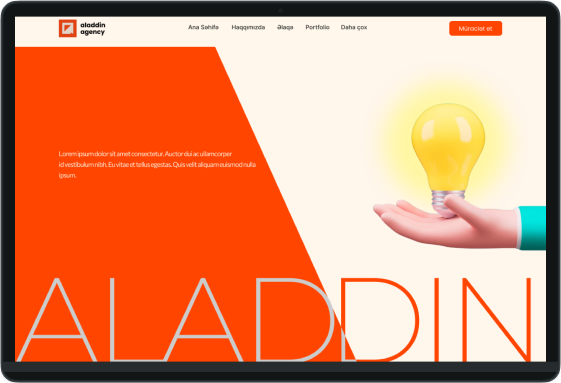 aladdin
agency
Ana Səhifə Haqqımızda Əlaqə Portfolio Daha çox
Müraciət et
Lorem ipsum dolor sit amet consectetur. Auctor dui ac ullamcorper
id vestibulum nibh. Eu vitae et tellus egestas. Quis velit aliquam euismod nulla
ipsum.
ALADDIN